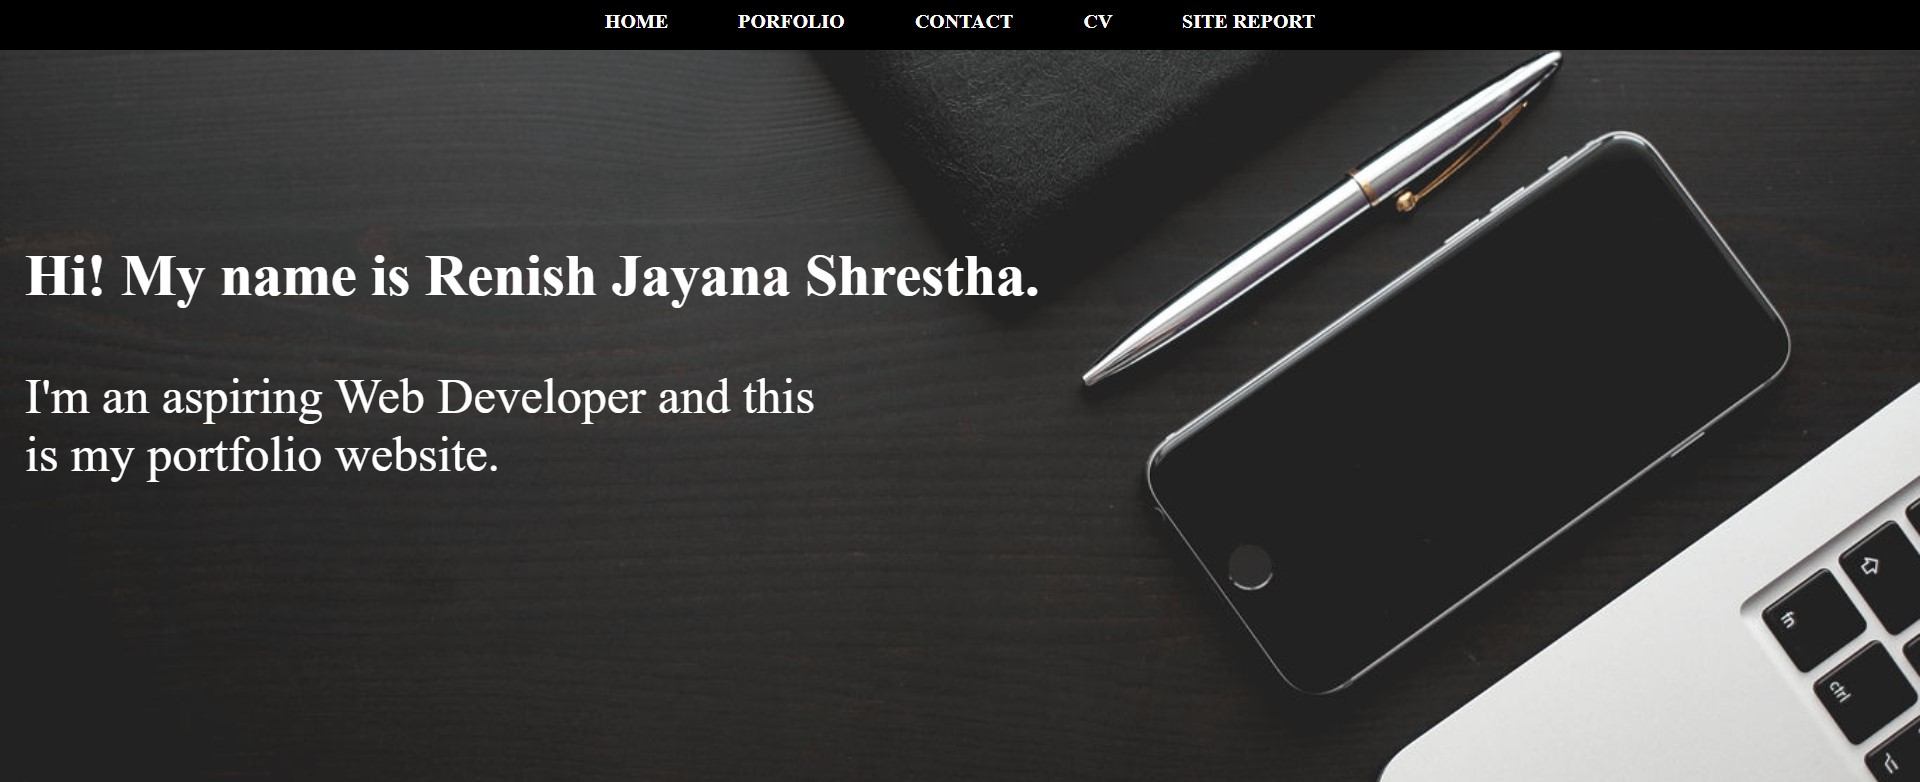 HOME PORFOLIO CONTACT CV SITE REPORT
Hi! My name is Renish Jayana Shrestha.
I'm an aspiring Web Developer and this
is my portfolio website.
fn
ctrl